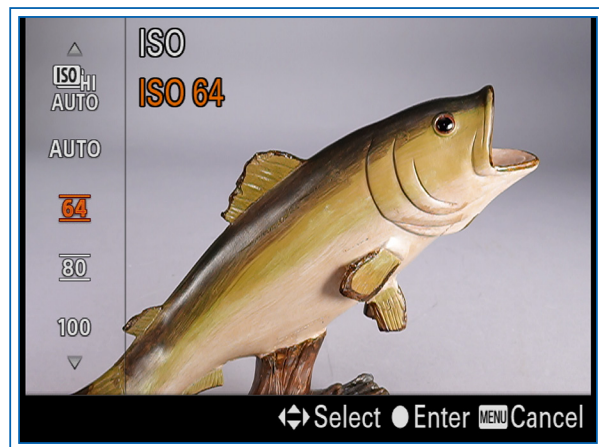 ISO
ISO 64
ISO HI
AUTO
AUTO
64
80
100
Select Enter MENU Cancel